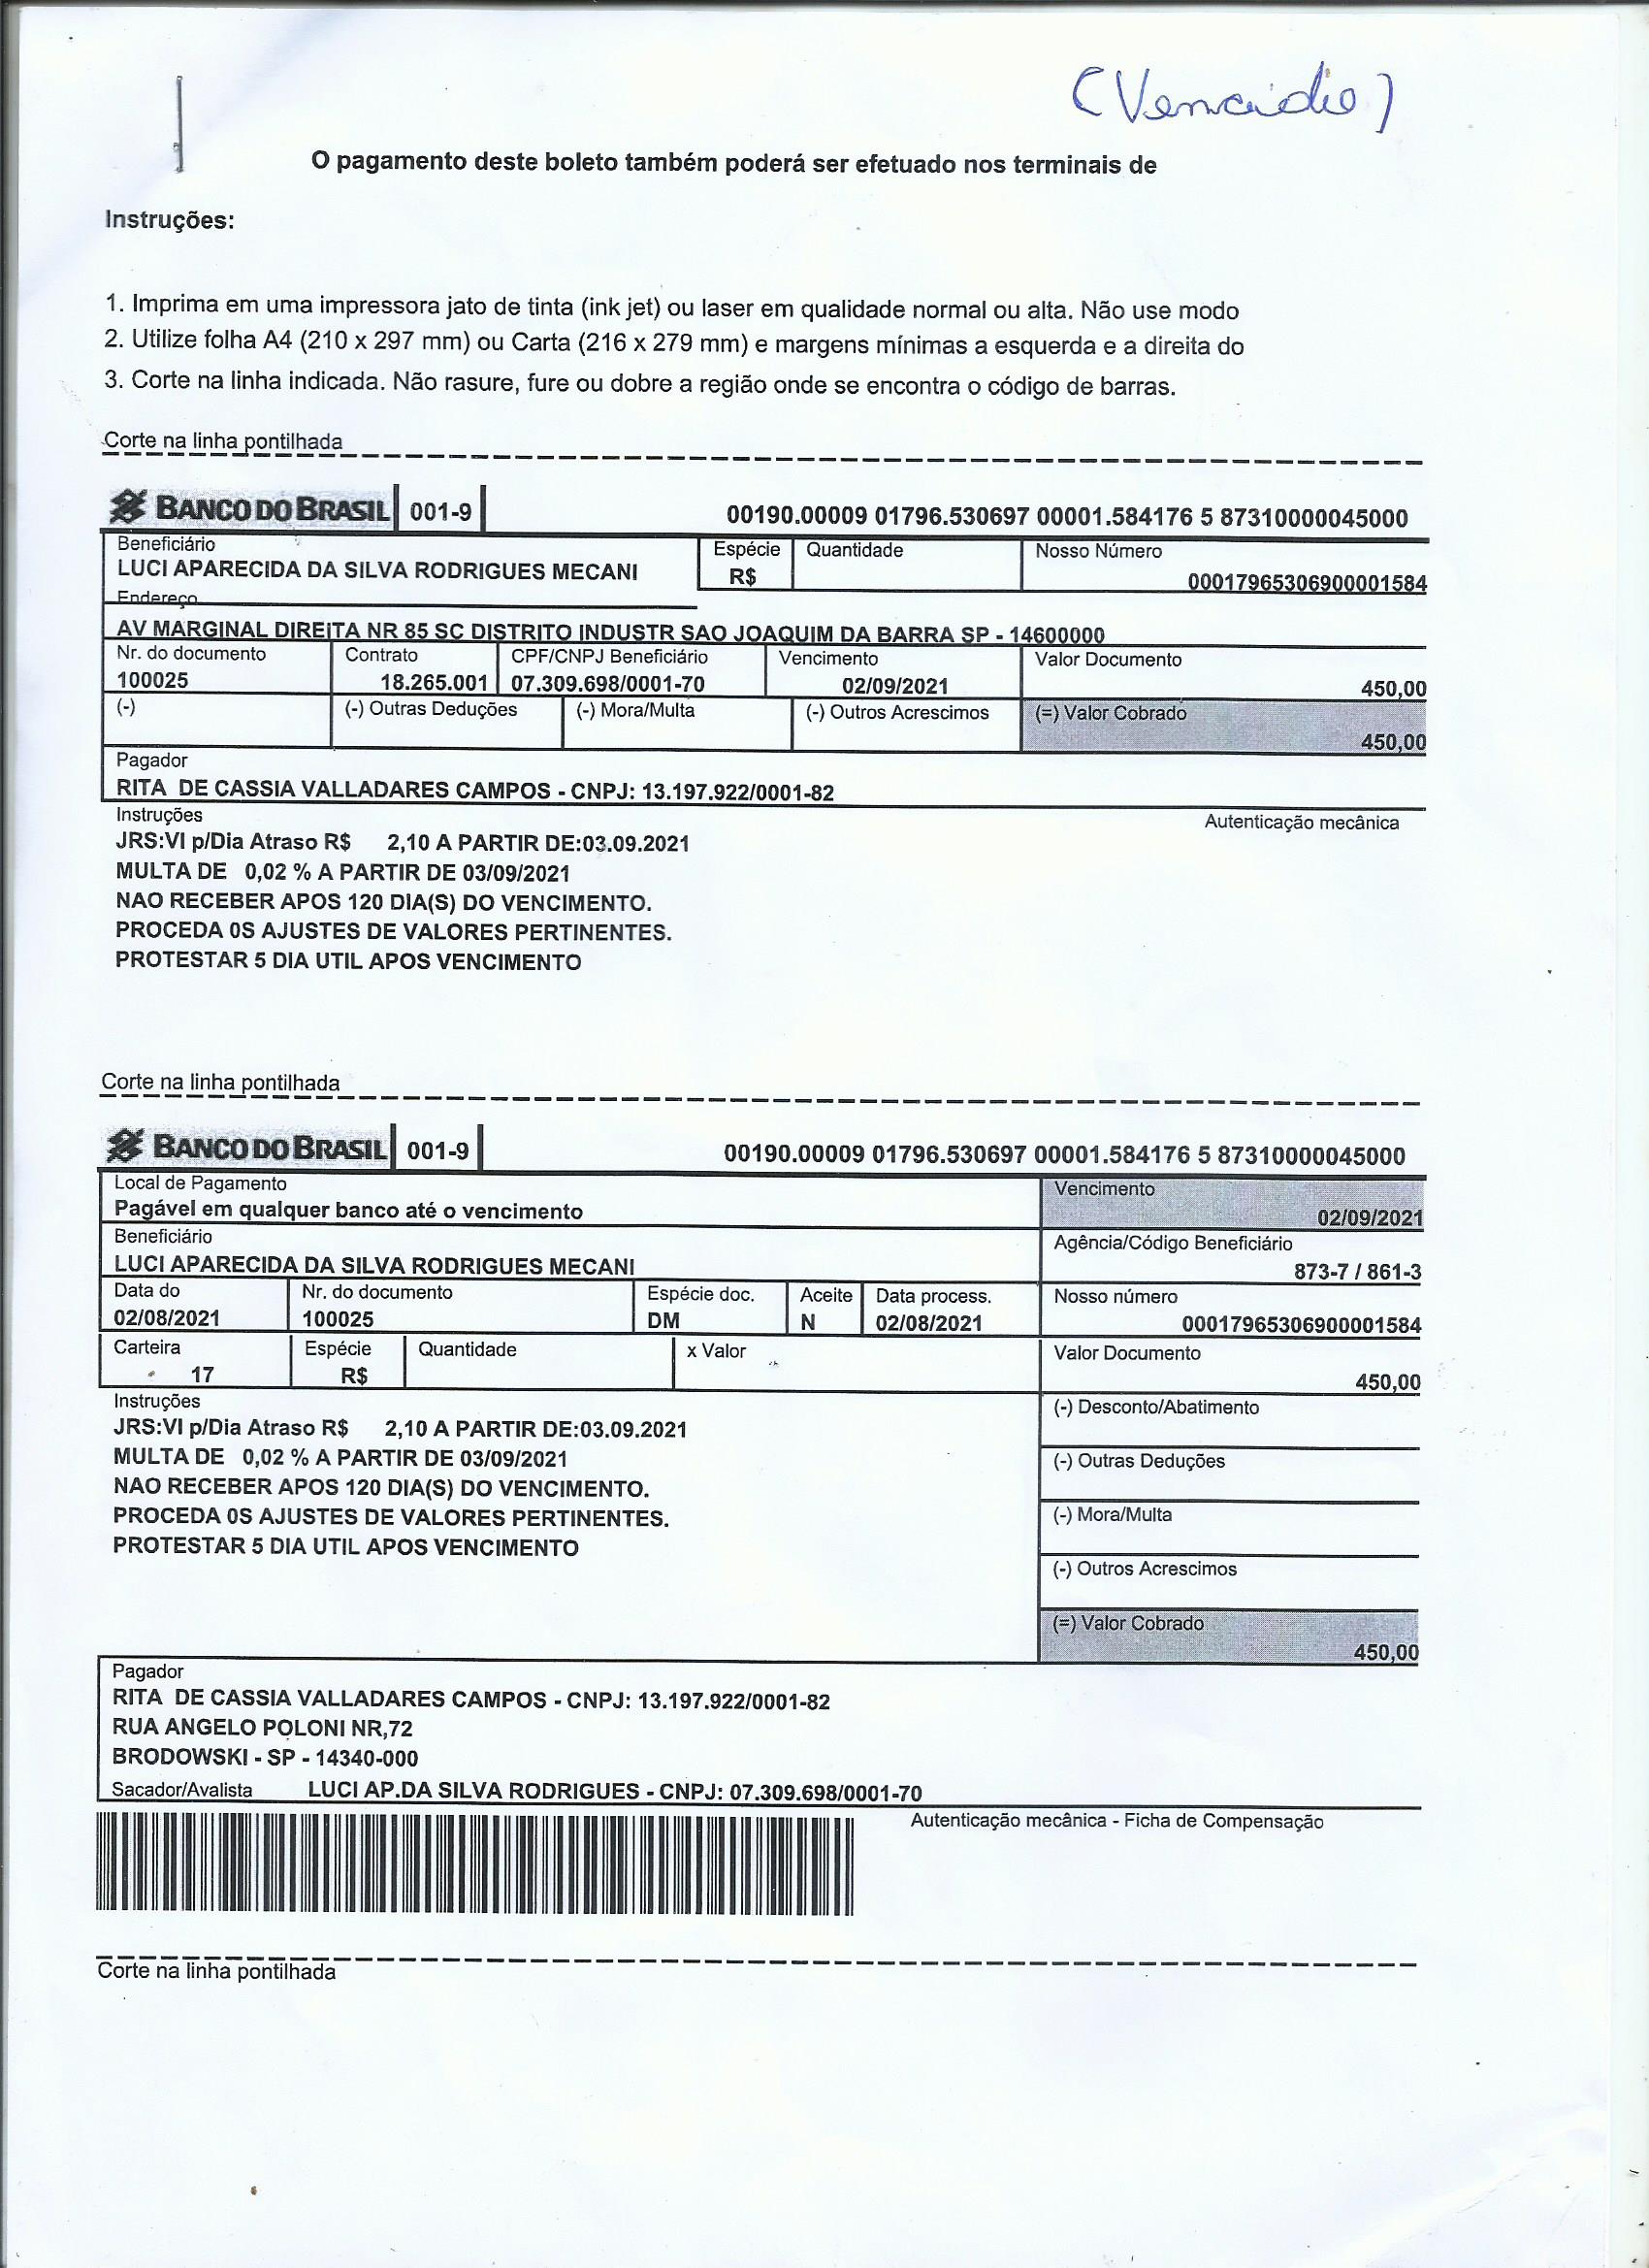 (Vencido)
O pagamento deste boleto também poderá ser efetuado nos terminais de
Instruções:
1. Imprima em uma impressora jato de tinta (ink jet) ou laser em qualidade normal ou alta. Não use modo
2. Utilize folha A4 (210 x 297 mm) ou Carta (216 x 279 mm) e margens mínimas a esquerda e a direita do
3. Corte na linha indicada. Não rasure, fure ou dobre a região onde se encontra o código de barras.
Corte na linha pontilhada
BANCO DO BRASIL 001-9 00190.00009 01796.530697 00001.584176 5 87310000045000
Beneficiário Espécie Quantidade Nosso Número
LUCI APARECIDA DA SILVA RODRIGUES MECANI R$ 00017965306900001584
Endereço
AV MARGINAL DIREITA NR 85 SC DISTRITO INDUSTR SAO JOAQUIM DA BARRA SP - 14600000
Nr. do documento Contrato CPF/CNPJ Beneficiário Vencimento Valor Documento
100025 18.265.001 07.309.698/0001-70 02/09/2021 450,00
(-) (-) Outras Deduções (-) Mora/Multa (-) Outros Acrescimos (=) Valor Cobrado
450,00
Pagador
RITA DE CASSIA VALLADARES CAMPOS - CNPJ: 13.197.922/0001-82
Instruções Autenticação mecânica
JRS:VI p/Dia Atraso R$ 2,10 A PARTIR DE:03.09.2021
MULTA DE 0,02 % A PARTIR DE 03/09/2021
NAO RECEBER APOS 120 DIA(S) DO VENCIMENTO.
PROCEDA 0S AJUSTES DE VALORES PERTINENTES.
PROTESTAR 5 DIA UTIL APOS VENCIMENTO
Corte na linha pontilhada
BANCO DO BRASIL 001-9 00190.00009 01796.530697 00001.584176 5 87310000045000
Local de Pagamento Vencimento
Pagável em qualquer banco até o vencimento 02/09/2021
Beneficiário Agência/Código Beneficiário
LUCI APARECIDA DA SILVA RODRIGUES MECANI 873-7 / 861-3
Data do Nr. do documento Espécie doc. Aceite Data process. Nosso número
02/08/2021 100025 DM N 02/08/2021 00017965306900001584
Carteira Espécie Quantidade x Valor Valor Documento
17 R$ 450,00
Instruções (-) Desconto/Abatimento
JRS:VI p/Dia Atraso R$ 2,10 A PARTIR DE:03.09.2021
MULTA DE 0,02 % A PARTIR DE 03/09/2021 (-) Outras Deduções
NAO RECEBER APOS 120 DIA(S) DO VENCIMENTO.
PROCEDA 0S AJUSTES DE VALORES PERTINENTES. (-) Mora/Multa
PROTESTAR 5 DIA UTIL APOS VENCIMENTO
(-) Outros Acrescimos
(=) Valor Cobrado
450,00
Pagador
RITA DE CASSIA VALLADARES CAMPOS - CNPJ: 13.197.922/0001-82
RUA ANGELO POLONI NR,72
BRODOWSKI - SP - 14340-000
Sacador/Avalista LUCI AP.DA SILVA RODRIGUES - CNPJ: 07.309.698/0001-70
Autenticação mecânica - Ficha de Compensação
Corte na linha pontilhada